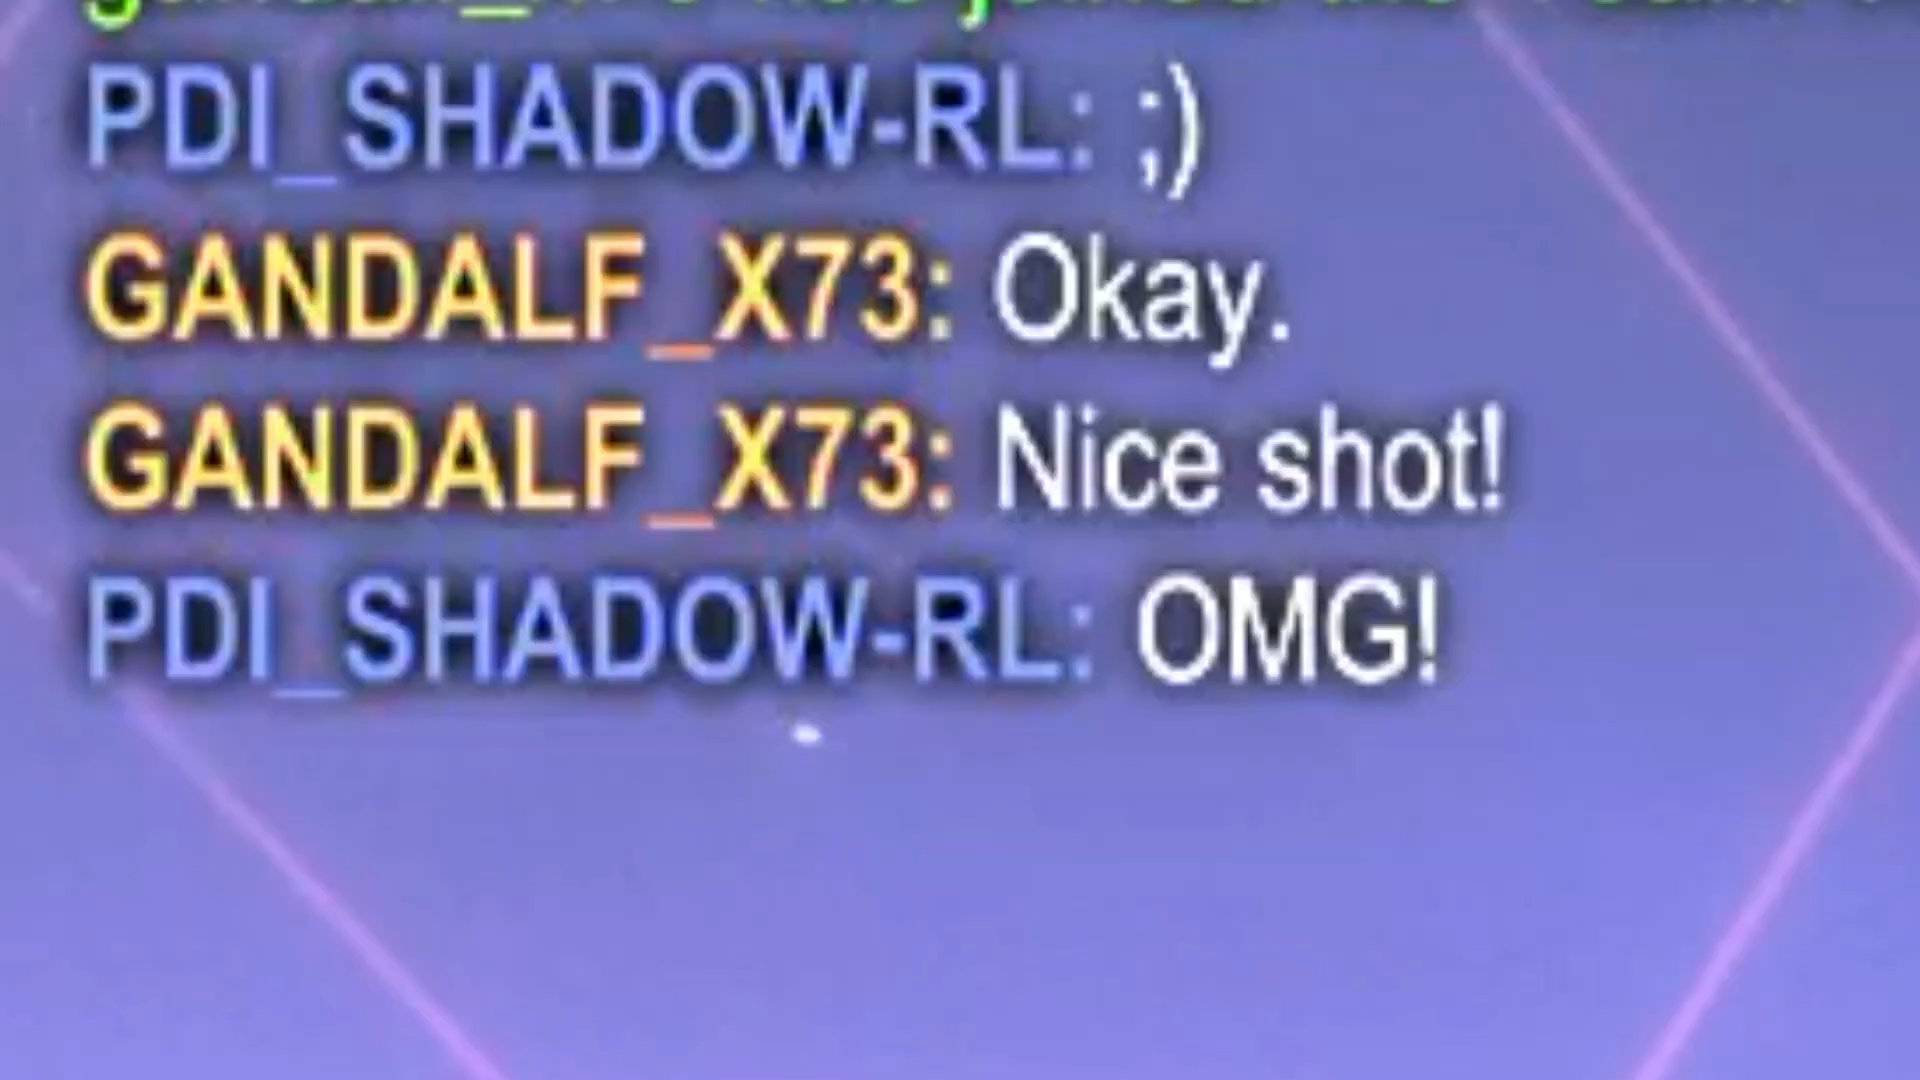 PDI_SHADOW-RL: ;)
GANDALF_X73: Okay.
GANDALF_X73: Nice shot!
PDI_SHADOW-RL: OMG!